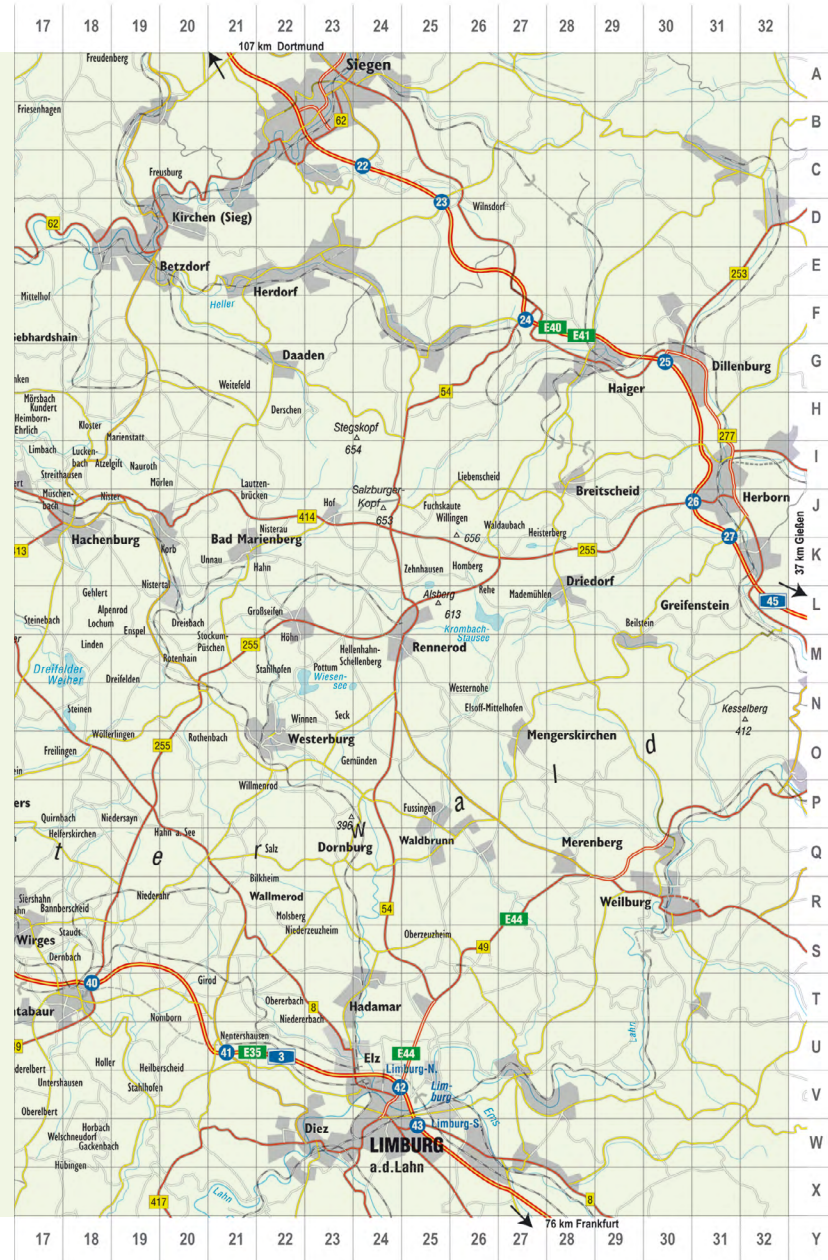 17 18 19 20 21 22 23 24 25 26 27 28 29 30 31 32
107 km Dortmund
Freudenberg
Siegen
A
Friesenhagen
62
B
Freusburg
22
C
23
Wilnsdorf
Kirchen (Sieg)
62
D
Betzdorf
253
E
Herdorf
Mittelhof
Heller
24
E40
E41
F
iebhardshain
Daaden
25
Dillenburg
G
nken
Weitefeld
54
Haiger
Mörsbach
Kundert
Derschen
H
Heimborn-
Ehrlich
Kloster
Stegskopf
654
277
Marienstatt
Limbach
Lucken-
bach
Atzelgift
Nauroth
I
Streithausen
Liebenscheid
ert
Mörlen
Lautzen-
brücken
Salzburger-
Kopf
653
Breitscheid
Müschen-
bach
Nister
Hof
Fuchskaute
Willingen
26
Herborn
J
414
Nisterau
Waldaubach
Heisterberg
656
27
Hachenburg
Bad Marienberg
37 km Gießen
413
Korb
255
K
Unnau
Hahn
Zehnhausen
Homberg
Driedorf
Nistertal
Gehlert
Rehe
Mademühlen
Alsberg
613
45
L
Alpenrod
Lochum
Großseifen
Greifenstein
Steinebach
Dreisbach
Enspel
Stockum-
Püschen
Höhn
Krombach-
Stausee
Beilstein
Linden
255
Hellenhahn-
Schellenberg
Rennerod
M
Rotenhain
Dreifelder
Weiher
Stahlhofen
Pottum
Wiesen-
see
Dreifelden
Westernohe
Steinen
Elsoff-Mittelhofen
Kesselberg
412
N
Winnen
Seck
Wöllerlingen
Rothenbach
Westerburg
Mengerskirchen
d
Freilingen
255
O
Gemünden
ein
Willmenrod
l
ers
Fussingen
a
P
Quirnbach
Niedersayn
396
W
Helferskirchen
Hahn a. See
Waldbrunn
Merenberg
t
e
r
Salz
Dornburg
Q
Bilkheim
Siershahn
Niederahr
Wallmerod
Weilburg
R
ahn
Bannberscheid
54
E44
Molsberg
Staudt
Niederzeuzheim
Wirges
Oberzeuzheim
49
S
Dernbach
40
Girod
Obererbach
Hadamar
T
ntabaur
8
Nomborn
Niedererbach
Nentershausen
Lahn
9
41
E35
3
Elz
E44
U
Holler
Limburg-N.
derelbert
Heilberscheid
Untershausen
Stahlhofen
42
Lim-
burg
V
Oberelbert
Ems
Horbach
43
Limburg-S.
Welschneudorf
Diez
Gackenbach
LIMBURG
W
Hübingen
a.d.Lahn
Lahn
X
417
8
76 km Frankfurt
17 18 19 20 21 22 23 24 25 26 27 28 29 30 31 32
Y